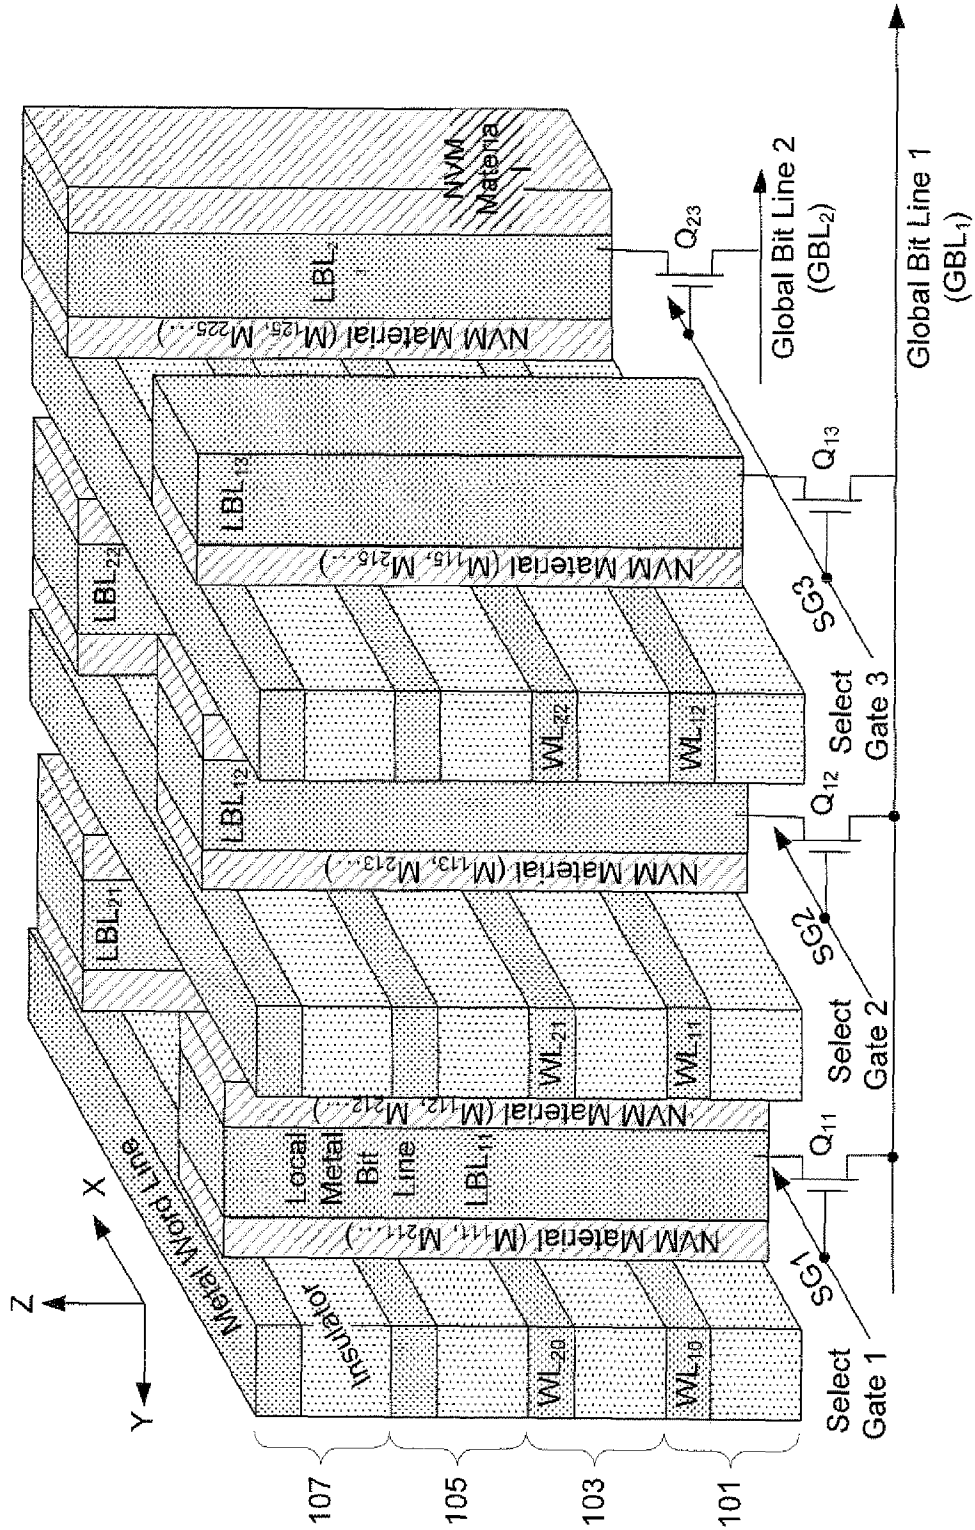 Z
X
Y
Metal Word Line
LBL21
LBL22
Insulator
Local
Metal
Bit
Line
LBL11
LBL12
LBL13
LBL2
NVM
Materia
NVM Material (M111, M211...)
NVM Material (M112, M212...)
NVM Material (M113, M213...)
NVM Material (M115, M215...)
NVM Material (M125, M225...)
107
105
103
101
WL20
WL10
WL21
WL11
WL22
WL12
SG1
Select
Gate 1
Q11
SG2
Select
Gate 2
Q12
SG3
Select
Gate 3
Q13
Q23
Global Bit Line 2
(GBL2)
Global Bit Line 1
(GBL1)